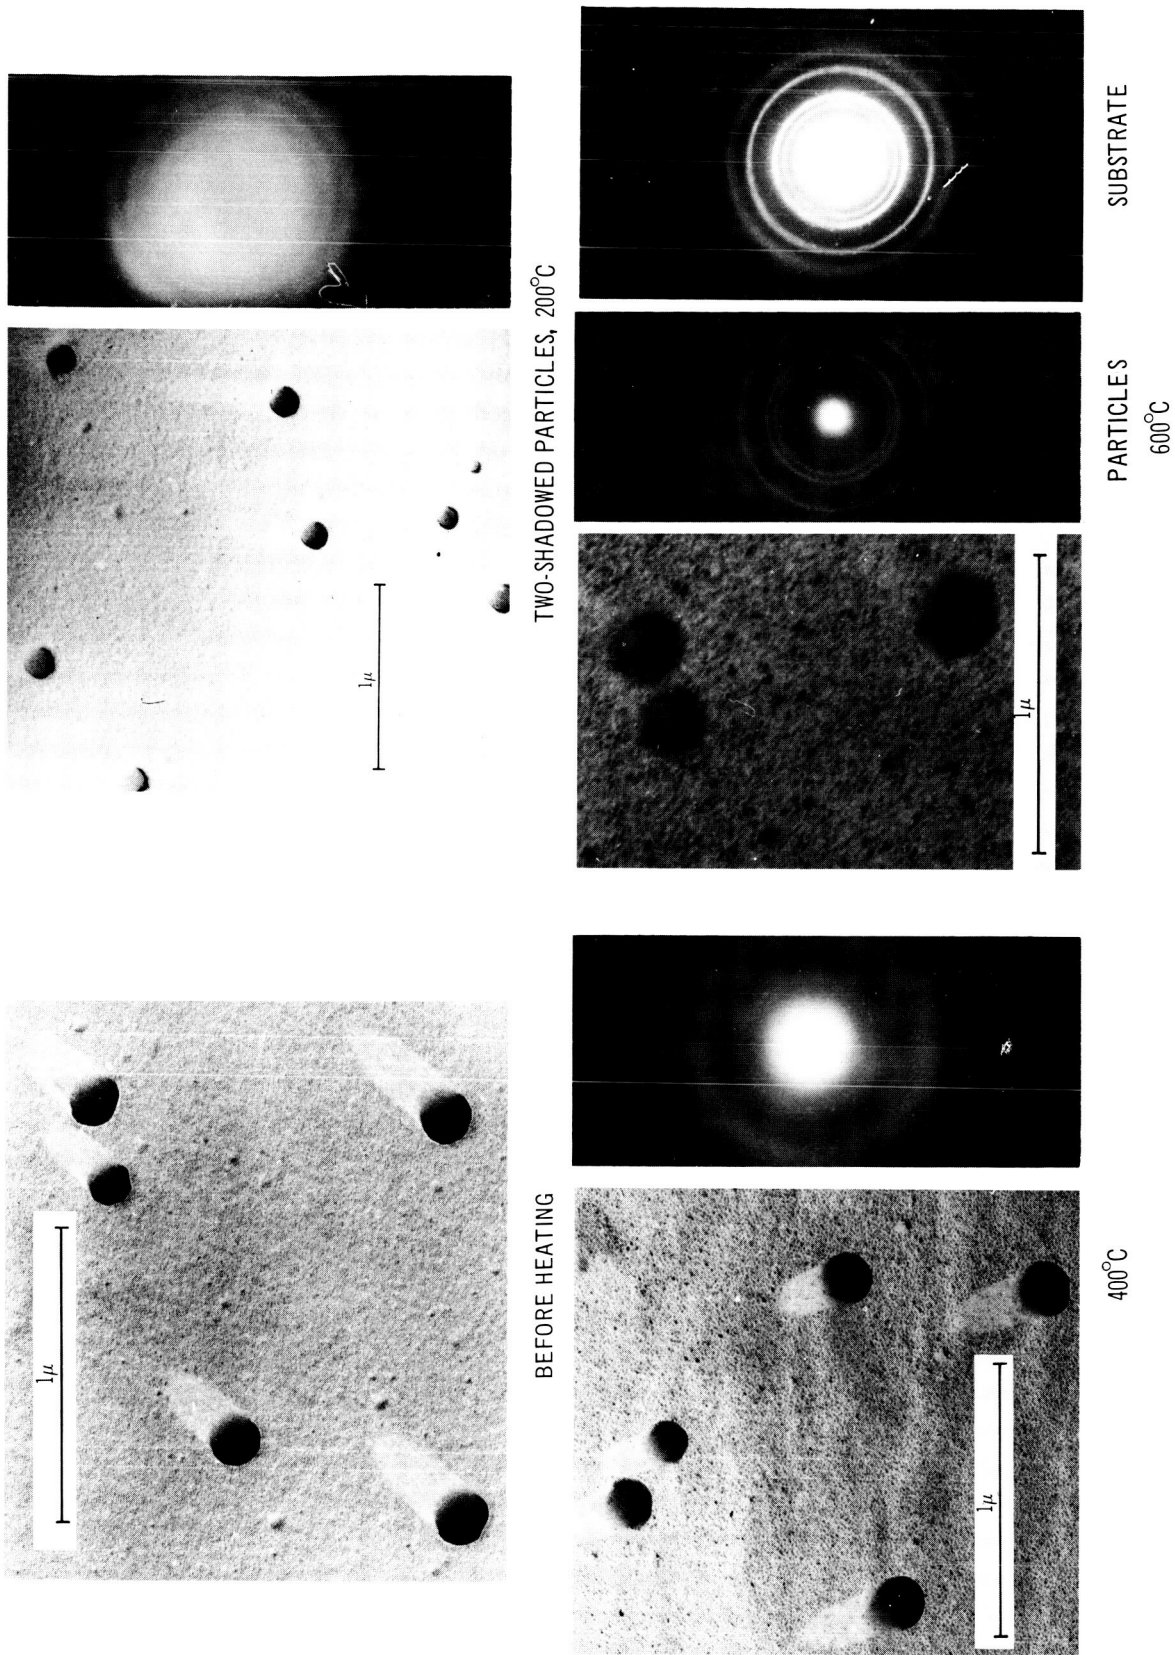 1μ
BEFORE HEATING
1μ
TWO-SHADOWED PARTICLES, 200°C
1μ
400°C
1μ
PARTICLES
SUBSTRATE
600°C